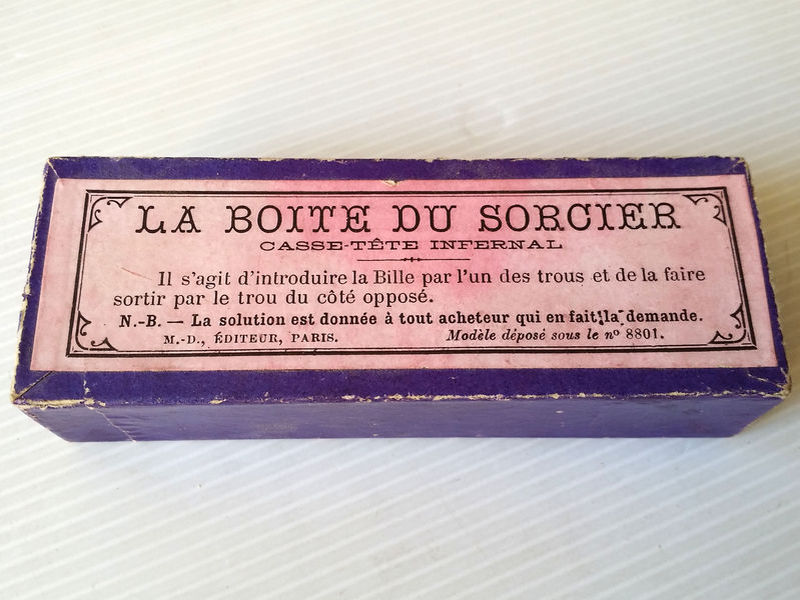 LA BOITE DU SORCIER
CASSE-TÊTE INFERNAL
Il s'agit d'introduire la Bille par l'un des trous et de la faire
sortir par le trou du côté opposé.
N.-B. — La solution est donnée à tout acheteur qui en fait la demande.
M.-D., ÉDITEUR, PARIS. Modèle déposé sous le nº 8801.